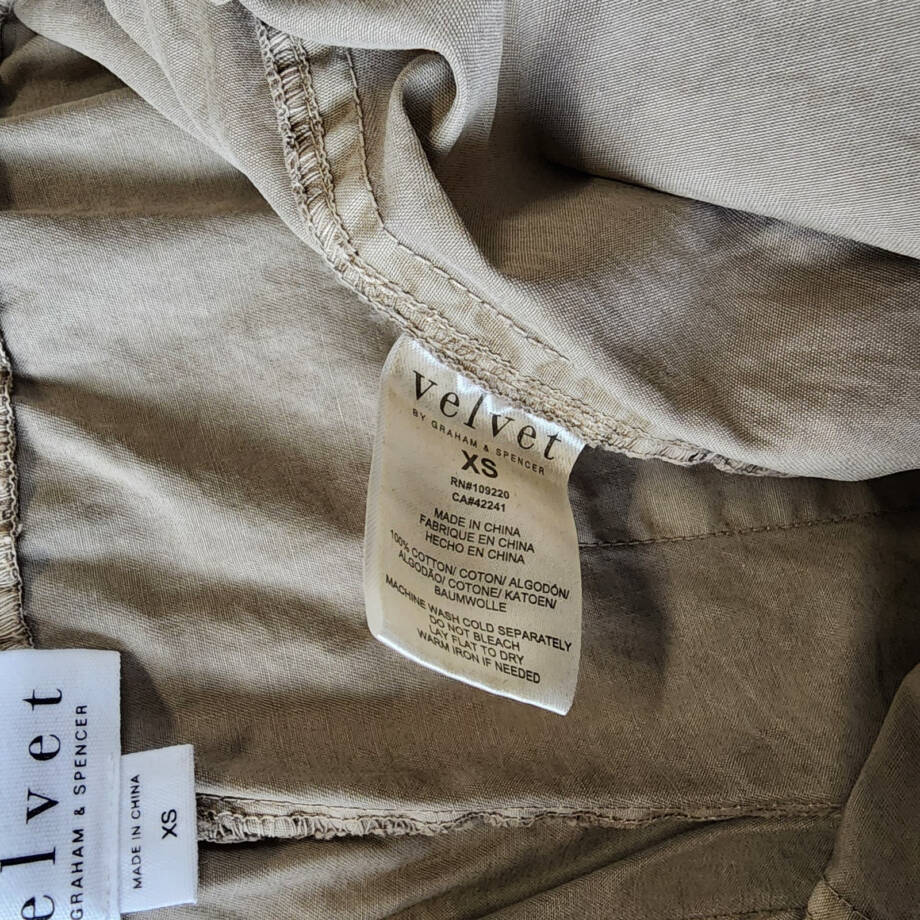 velvet
BY GRAHAM & SPENCER
XS
RN#109220
CA#42241
MADE IN CHINA
FABRIQUE EN CHINA
HECHO EN CHINA
100% COTTON/ COTON/ ALGODÓN/
ALGODÃO/ COTONE/ KATOEN/
BAUMWOLLE
MACHINE WASH COLD SEPARATELY
DO NOT BLEACH
LAY FLAT TO DRY
WARM IRON IF NEEDED
elvet
GRAHAM & SPENCER
MADE IN CHINA
XS